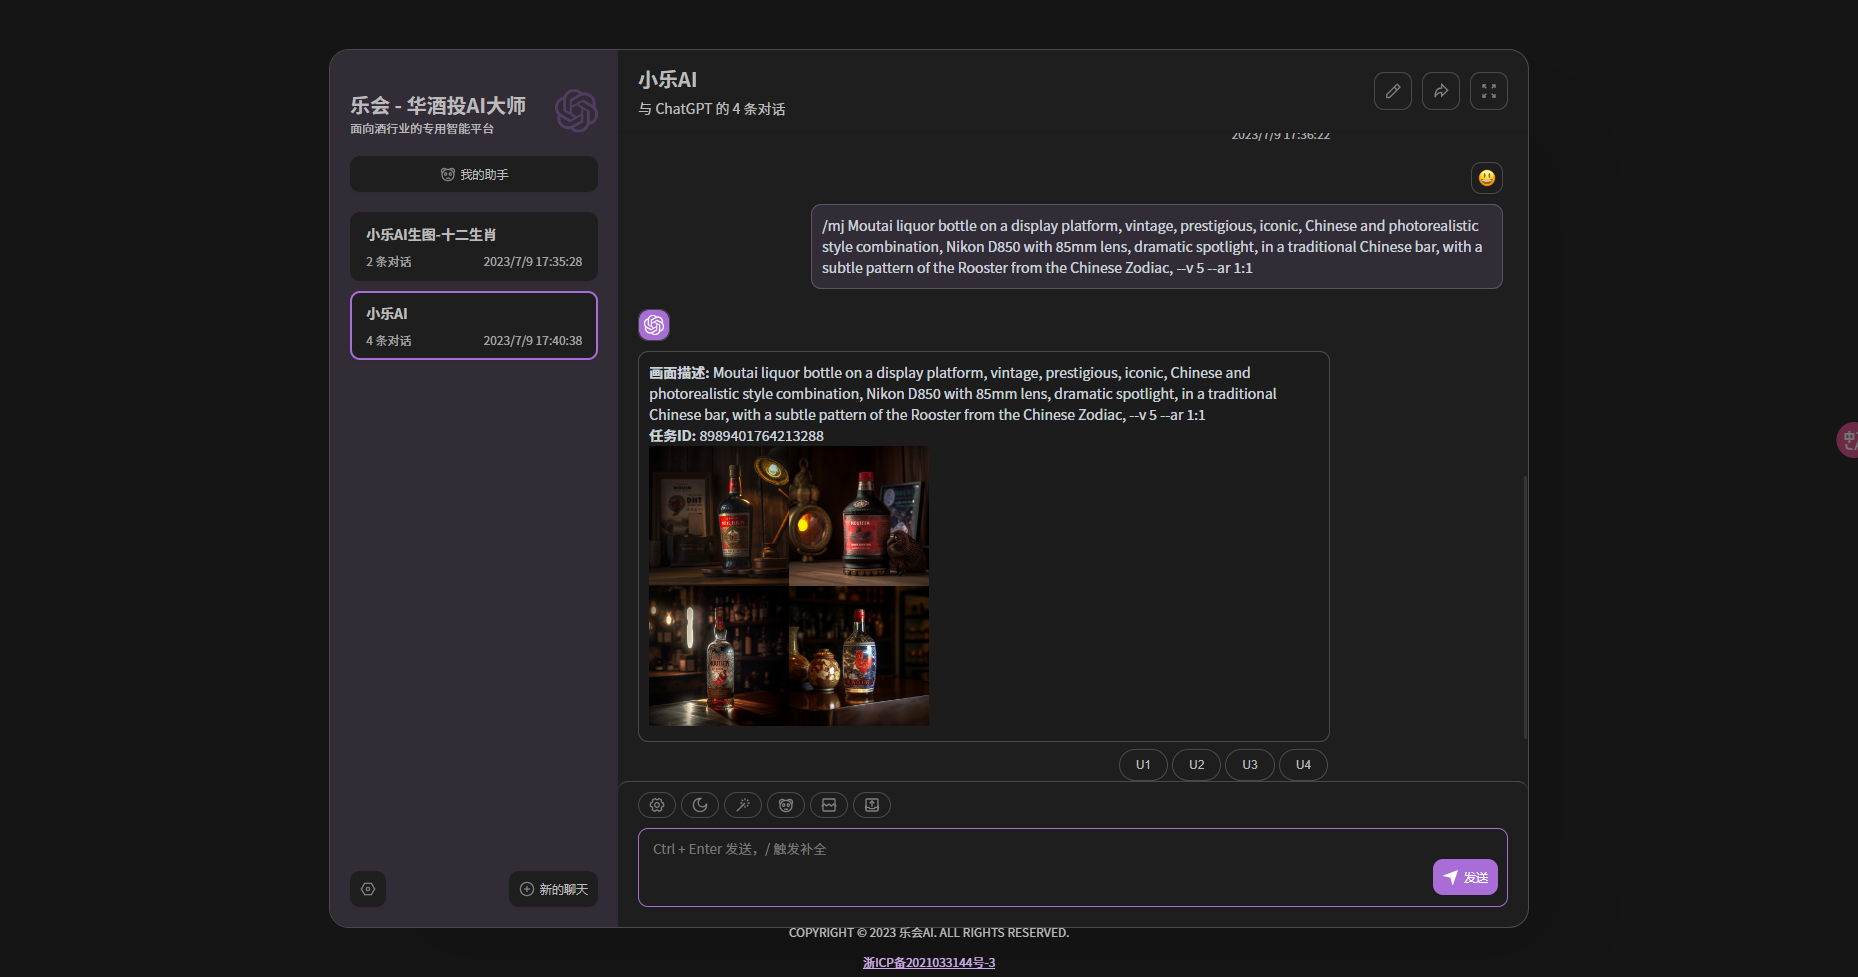 乐会 - 华酒投AI大师
面向酒行业的专用智能平台
我的助手
小乐AI生图-十二生肖
2 条对话 2023/7/9 17:35:28
小乐AI
4 条对话 2023/7/9 17:40:38
新的聊天
小乐AI
与 ChatGPT 的 4 条对话
2023/7/9 17:36:22
/mj Moutai liquor bottle on a display platform, vintage, prestigious, iconic, Chinese and photorealistic
style combination, Nikon D850 with 85mm lens, dramatic spotlight, in a traditional Chinese bar, with a
subtle pattern of the Rooster from the Chinese Zodiac, --v 5 --ar 1:1
画面描述: Moutai liquor bottle on a display platform, vintage, prestigious, iconic, Chinese and
photorealistic style combination, Nikon D850 with 85mm lens, dramatic spotlight, in a traditional
Chinese bar, with a subtle pattern of the Rooster from the Chinese Zodiac, --v 5 --ar 1:1
任务ID: 8989401764213288
U1 U2 U3 U4
Ctrl + Enter 发送，/ 触发补全
发送
COPYRIGHT © 2023 乐会AI. ALL RIGHTS RESERVED.
浙ICP备2021033144号-3